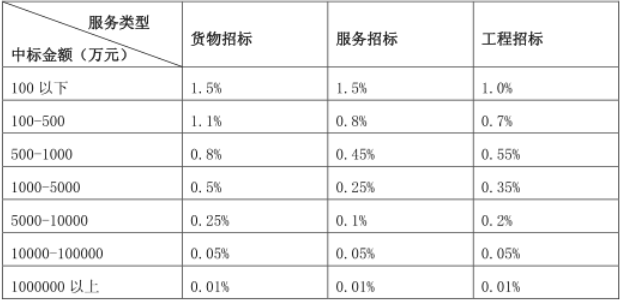 服务类型
中标金额（万元） 货物招标 服务招标 工程招标
100 以下 1.5% 1.5% 1.0%
100-500 1.1% 0.8% 0.7%
500-1000 0.8% 0.45% 0.55%
1000-5000 0.5% 0.25% 0.35%
5000-10000 0.25% 0.1% 0.2%
10000-100000 0.05% 0.05% 0.05%
1000000 以上 0.01% 0.01% 0.01%